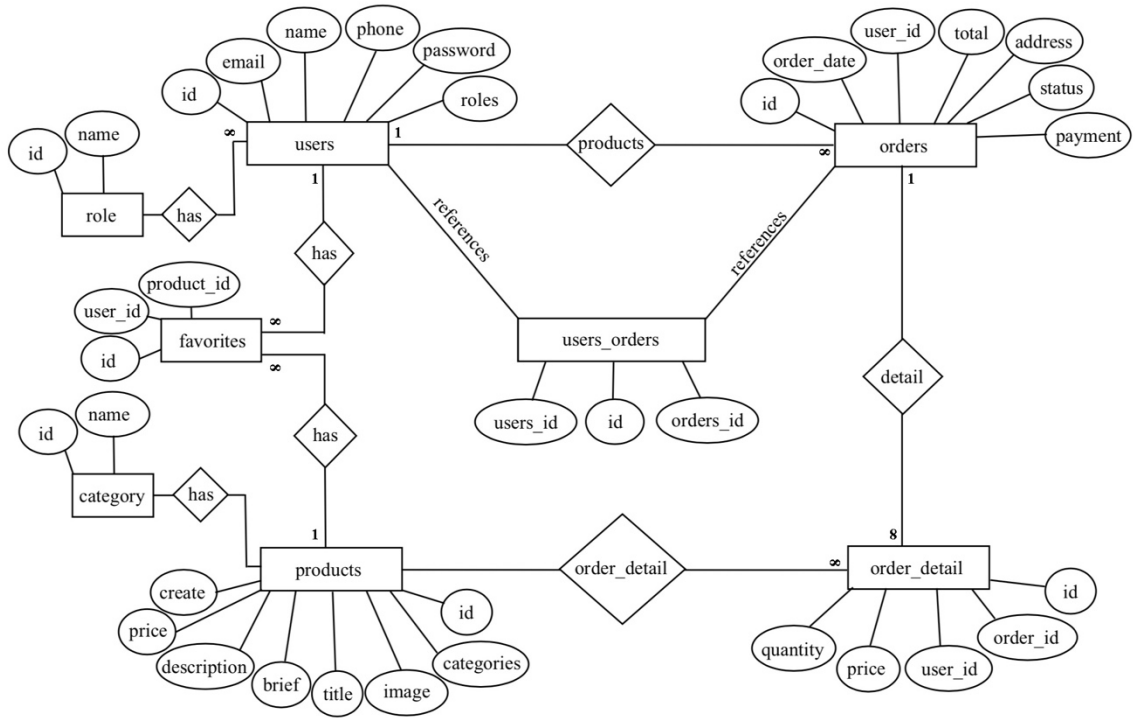 name
phone
email
password
id
roles
users
∞
1
1
user_id
total
order_date
address
id
status
payment
orders
∞
1
products
name
id
role
has
has
references
references
product_id
user_id
id
favorites
∞
∞
users_orders
users_id
id
orders_id
detail
name
id
category
has
has
1
products
create
price
description
brief
title
image
categories
id
order_detail
∞
∞
order_detail
quantity
price
user_id
order_id
id